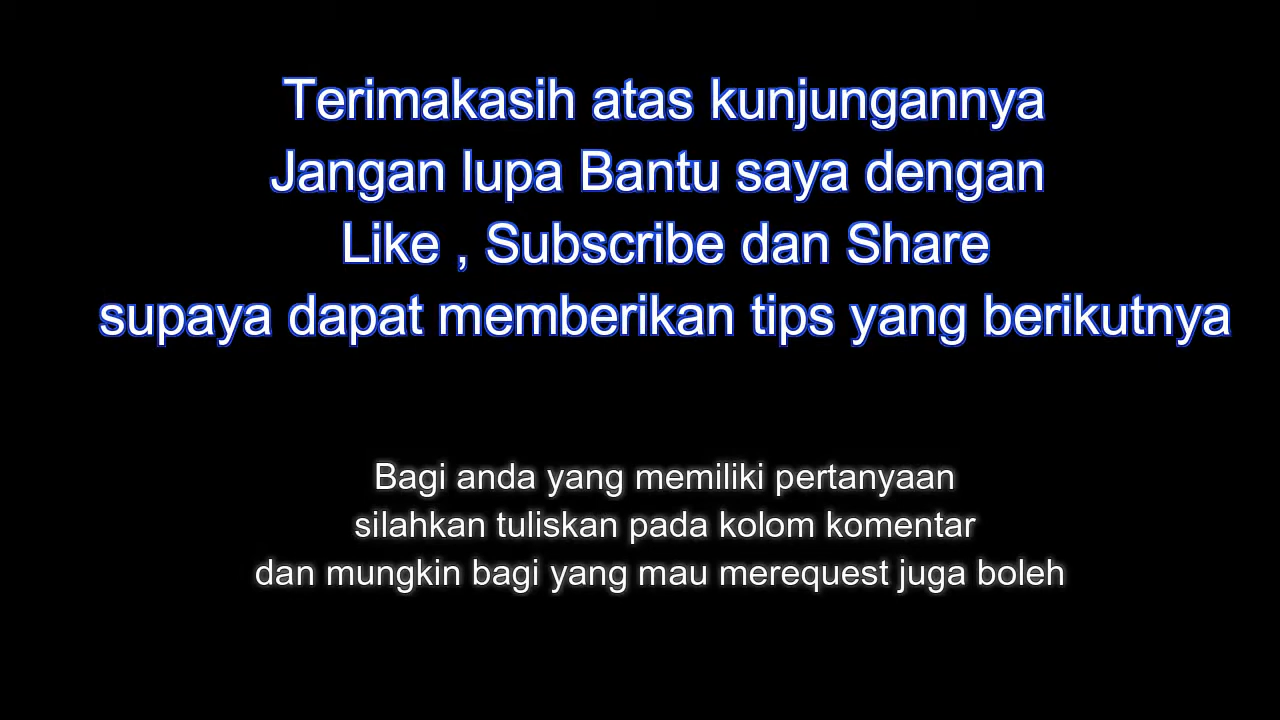 Terimakasih atas kunjungannya
Jangan lupa Bantu saya dengan
Like , Subscribe dan Share
supaya dapat memberikan tips yang berikutnya
Bagi anda yang memiliki pertanyaan
silahkan tuliskan pada kolom komentar
dan mungkin bagi yang mau merequest juga boleh